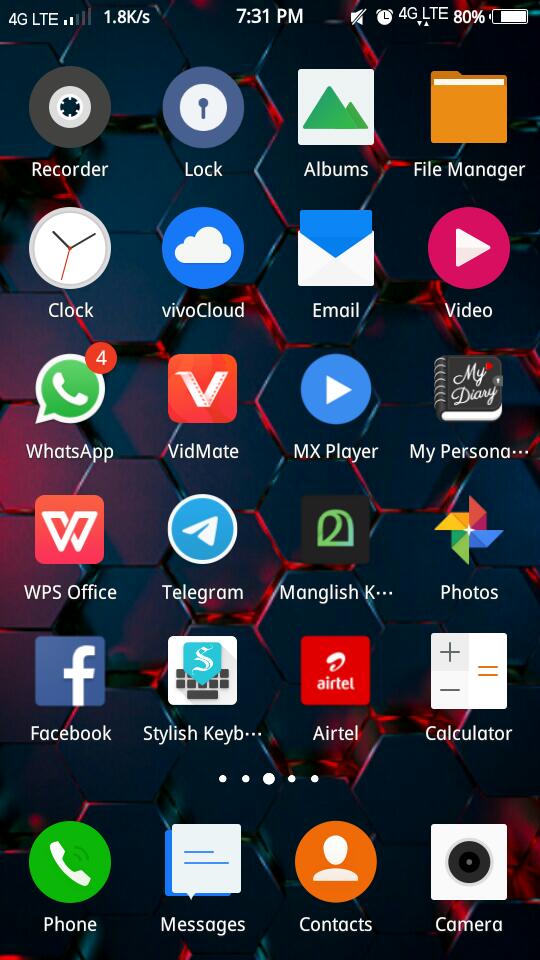 4G LTE 1.8K/s 7:31 PM 4G LTE 80%
Recorder Lock Albums File Manager
Clock vivoCloud Email Video
4
My Diary
WhatsApp VidMate MX Player My Persona···
WPS Office Telegram Manglish K··· Photos
S
airtel
Facebook Stylish Keyb··· Airtel Calculator
Phone Messages Contacts Camera